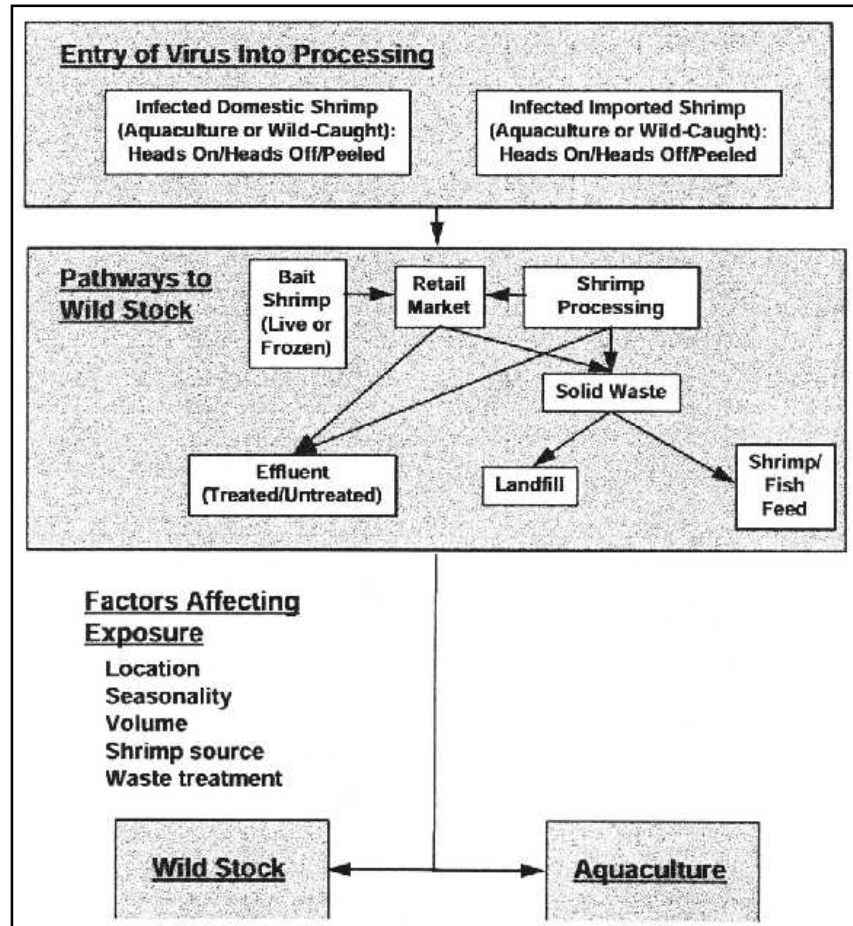 Entry of Virus Into Processing
Infected Domestic Shrimp
(Aquaculture or Wild-Caught):
Heads On/Heads Off/Peeled
Infected Imported Shrimp
(Aquaculture or Wild-Caught):
Heads On/Heads Off/Peeled
Pathways to
Wild Stock
Bait
Shrimp
(Live or
Frozen)
Retail
Market
Shrimp
Processing
Solid Waste
Effluent
(Treated/Untreated)
Landfill
Shrimp/
Fish
Feed
Factors Affecting
Exposure
Location
Seasonality
Volume
Shrimp source
Waste treatment
Wild Stock
Aquaculture